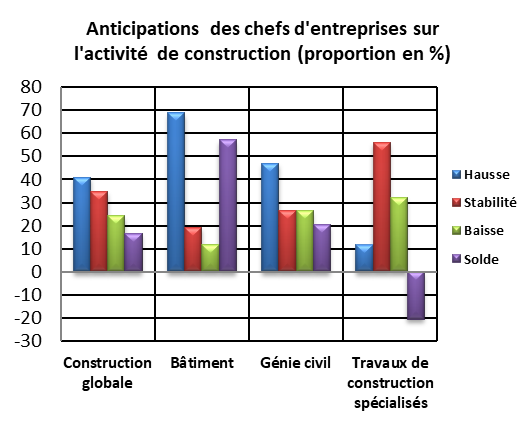 Anticipations des chefs d'entreprises sur
l'activité de construction (proportion en %)
80
70
60
50
40
30
20
10
0
-10
-20
-30
Hausse
Stabilité
Baisse
Solde
Construction
globale
Bâtiment
Génie civil
Travaux de
construction
spécialisés